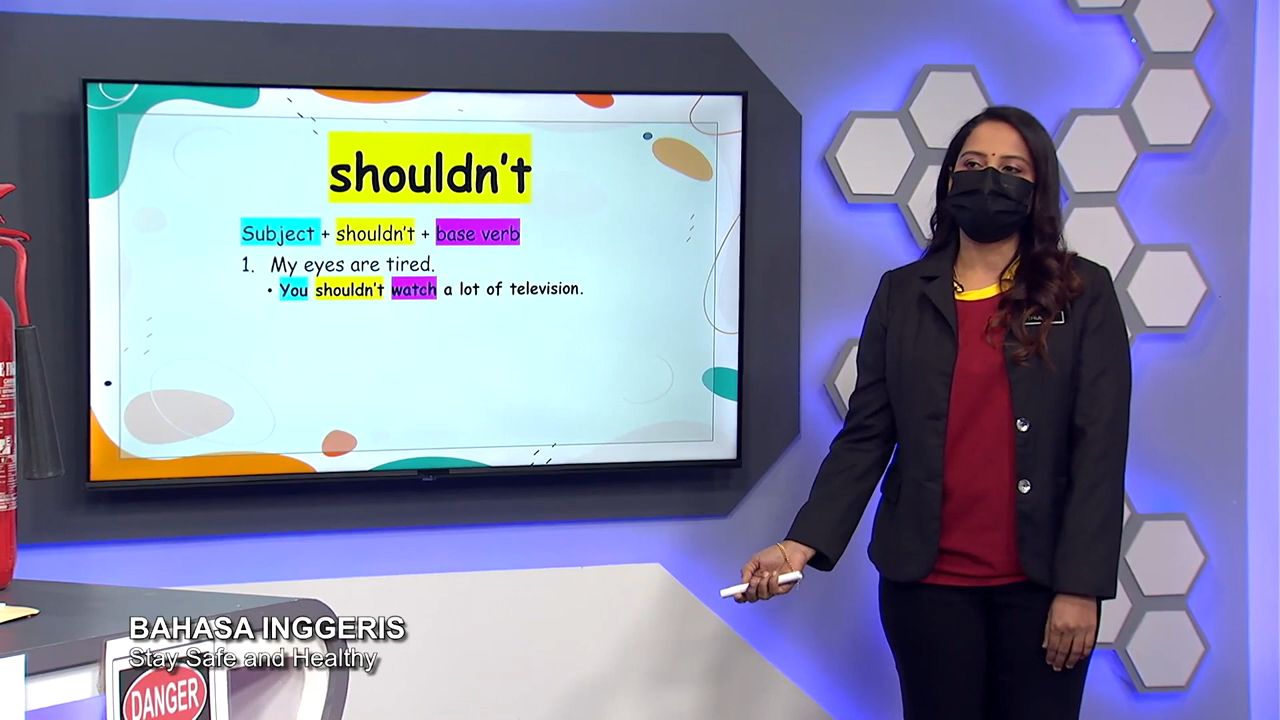 shouldn't
Subject + shouldn't + base verb
1. My eyes are tired.
• You shouldn't watch a lot of television.
BAHASA INGGERIS
Stay Safe and Healthy
DANGER